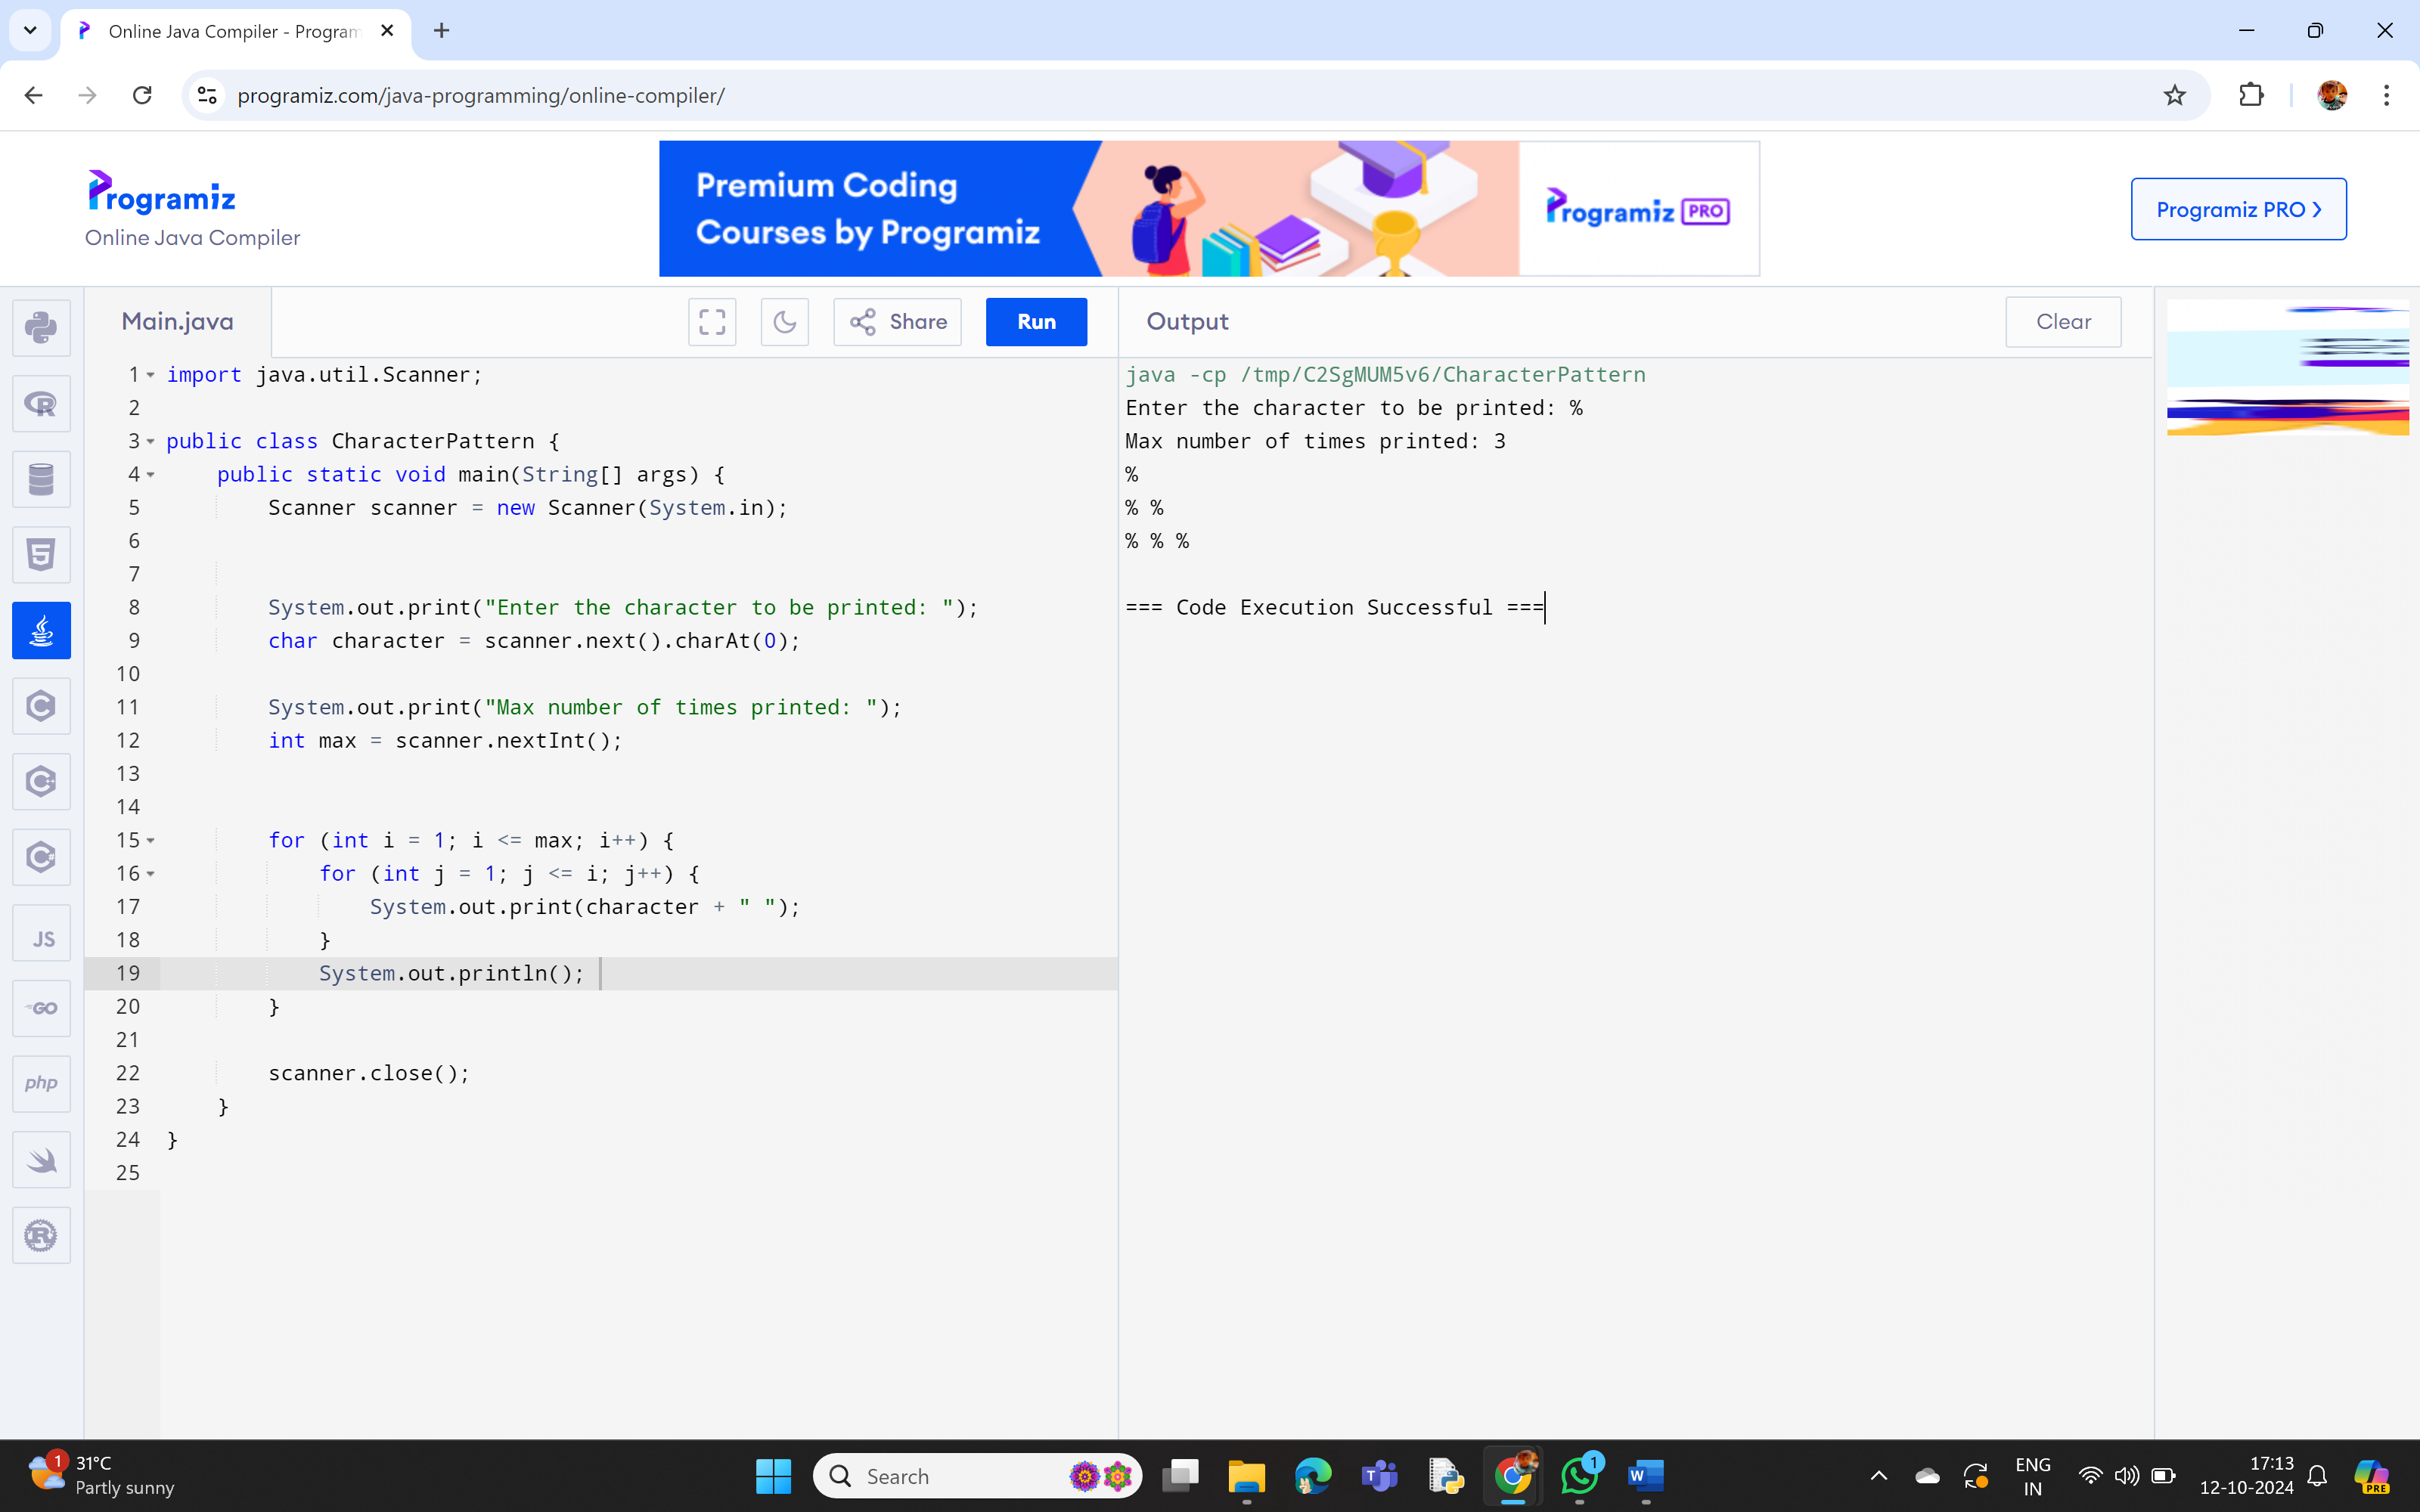 Online Java Compiler - Program
programiz.com/java-programming/online-compiler/
Programiz
Online Java Compiler
Premium Coding
Courses by Programiz
Programiz PRO
Programiz PRO ❯
Main.java
Share
Run
Output
Clear
1 import java.util.Scanner;
2
3 public class CharacterPattern {
4     public static void main(String[] args) {
5         Scanner scanner = new Scanner(System.in);
6
7
8         System.out.print("Enter the character to be printed: ");
9         char character = scanner.next().charAt(0);
10
11         System.out.print("Max number of times printed: ");
12         int max = scanner.nextInt();
13
14
15         for (int i = 1; i <= max; i++) {
16             for (int j = 1; j <= i; j++) {
17                 System.out.print(character + " ");
18             }
19             System.out.println();
20         }
21
22         scanner.close();
23     }
24 }
25
java -cp /tmp/C2SgMUM5v6/CharacterPattern
Enter the character to be printed: %
Max number of times printed: 3
%
% %
% % %
=== Code Execution Successful ===
R
5
C
C
C
JS
GO
php
R
1
31°C
Partly sunny
Search
T
1
W
ENG
IN
17:13
12-10-2024
PRE